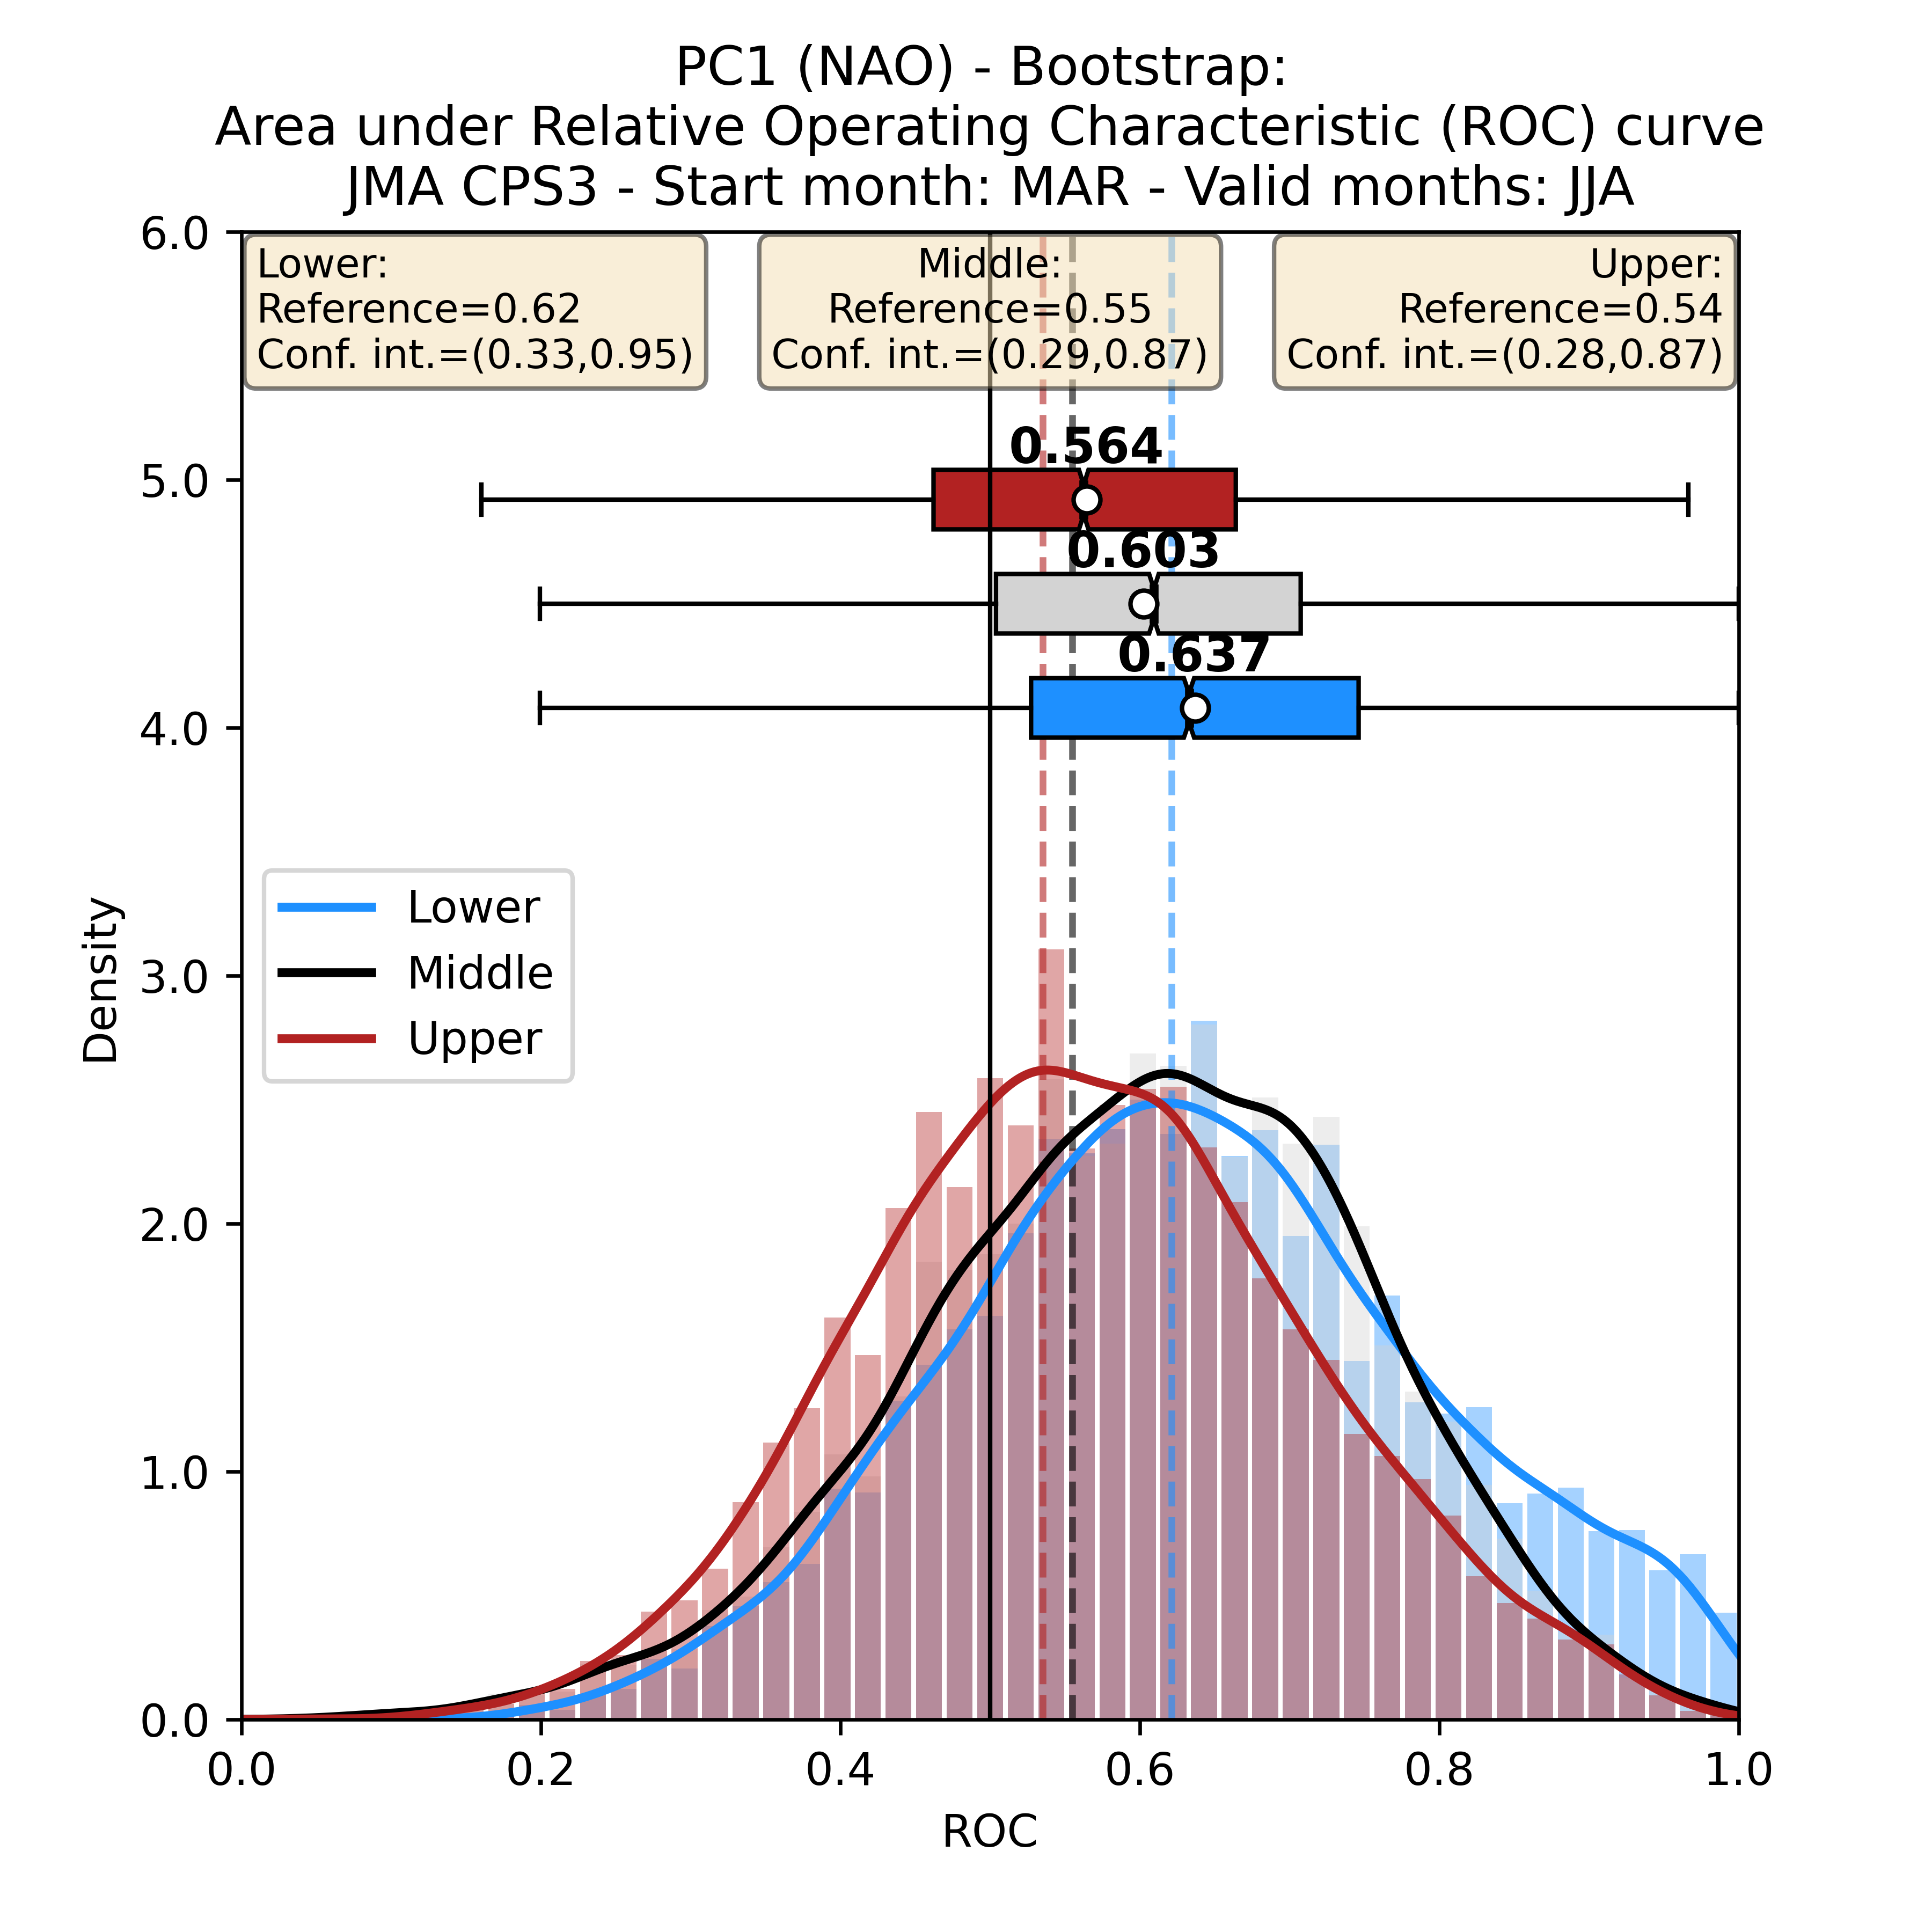 PC1 (NAO) - Bootstrap:
Area under Relative Operating Characteristic (ROC) curve
JMA CPS3 - Start month: MAR - Valid months: JJA
6.0
Lower:
Reference=0.62
Conf. int.=(0.33,0.95)
Middle:
Reference=0.55
Conf. int.=(0.29,0.87)
Upper:
Reference=0.54
Conf. int.=(0.28,0.87)
0.564
5.0
0.603
0.637
4.0
Lower
Middle
Upper
Density
3.0
2.0
1.0
0.0
0.0 0.2 0.4 0.6 0.8 1.0
ROC